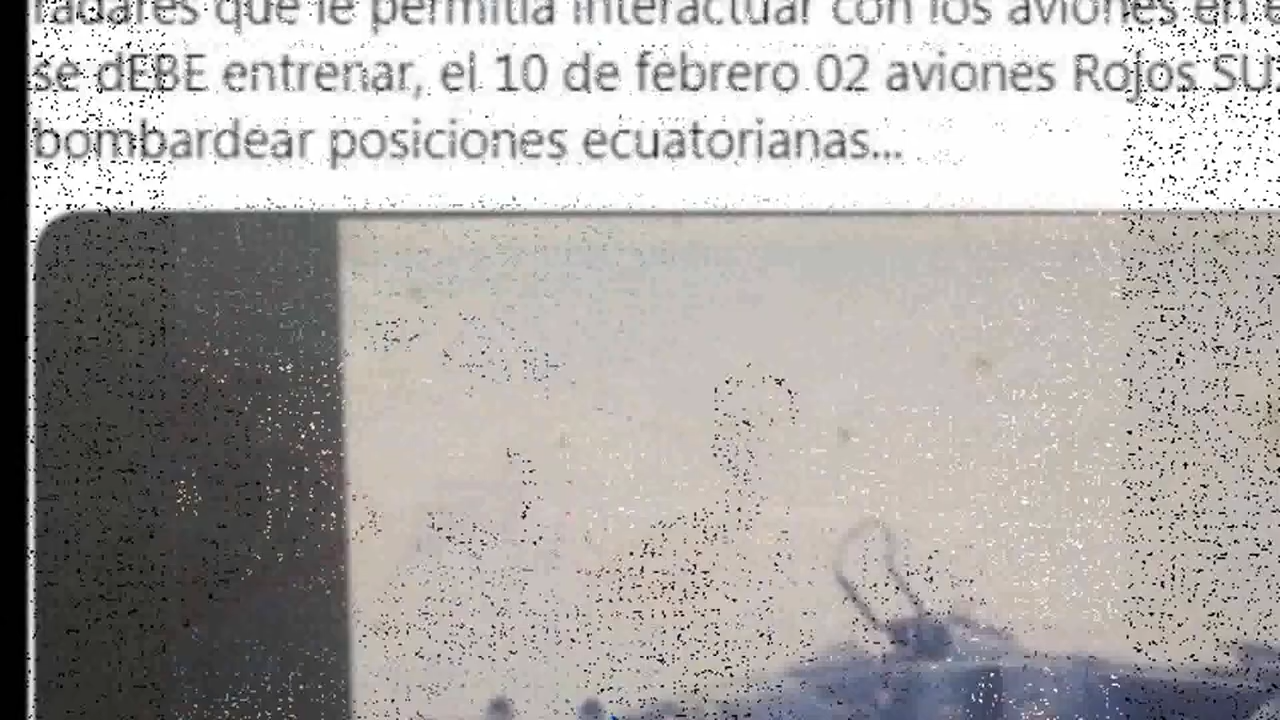 radares que le permitía interactuar con los aviones en
se dEBE entrenar, el 10 de febrero 02 aviones Rojos SU
bombardear posiciones ecuatorianas...